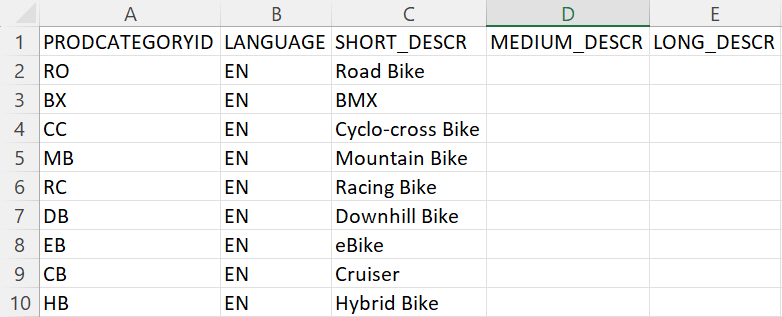 A B C D E
1 PRODCATEGORYID LANGUAGE SHORT_DESCR MEDIUM_DESCR LONG_DESCR
2 RO EN Road Bike
3 BX EN BMX
4 CC EN Cyclo-cross Bike
5 MB EN Mountain Bike
6 RC EN Racing Bike
7 DB EN Downhill Bike
8 EB EN eBike
9 CB EN Cruiser
10 HB EN Hybrid Bike